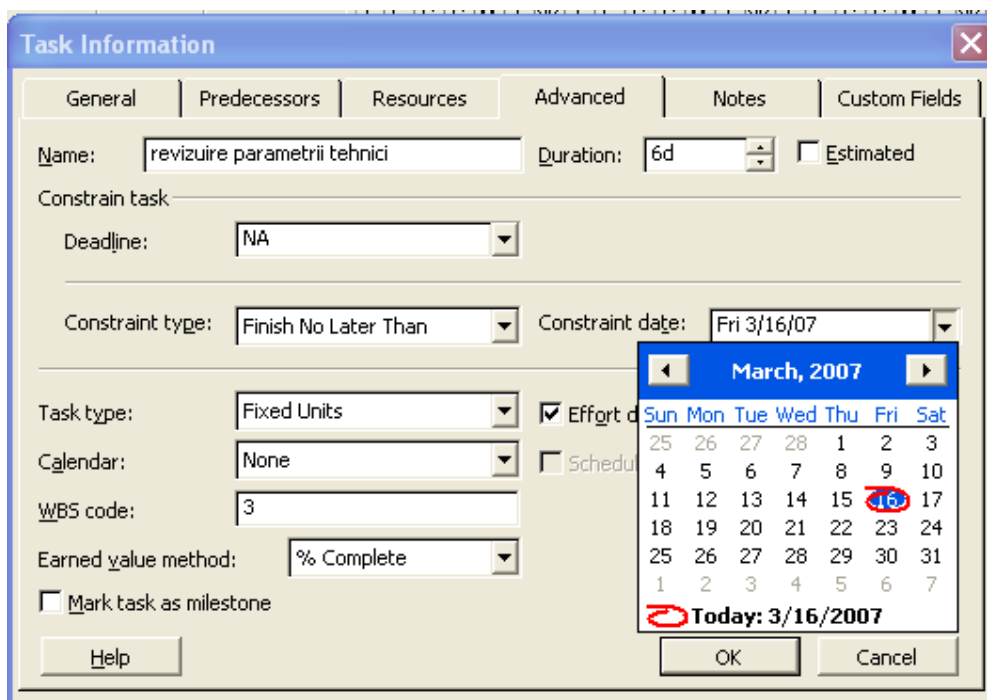 Task Information
General Predecessors Resources Advanced Notes Custom Fields
Name: revizuire parametrii tehnici Duration: 6d Estimated
Constrain task
Deadline: NA
Constraint type: Finish No Later Than Constraint date: Fri 3/16/07
March, 2007
Task type: Fixed Units Effort d Sun Mon Tue Wed Thu Fri Sat
25 26 27 28 1 2 3
Calendar: None Schedul 4 5 6 7 8 9 10
WBS code: 3 11 12 13 14 15 16 17
18 19 20 21 22 23 24
Earned value method: % Complete 25 26 27 28 29 30 31
1 2 3 4 5 6 7
Mark task as milestone
Today: 3/16/2007
Help OK Cancel